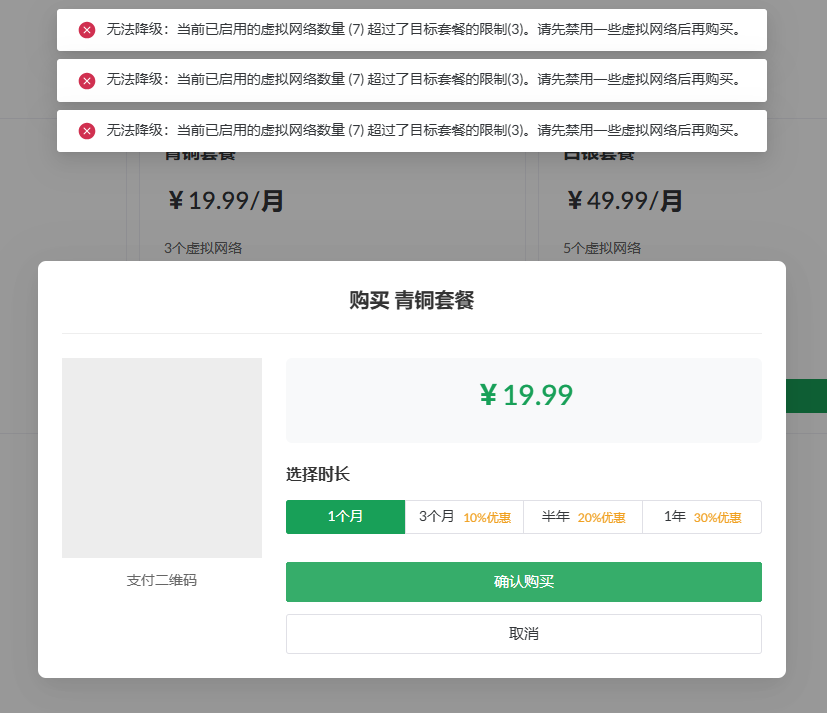 无法降级：当前已启用的虚拟网络数量 (7) 超过了目标套餐的限制(3)。请先禁用一些虚拟网络后再购买。
无法降级：当前已启用的虚拟网络数量 (7) 超过了目标套餐的限制(3)。请先禁用一些虚拟网络后再购买。
无法降级：当前已启用的虚拟网络数量 (7) 超过了目标套餐的限制(3)。请先禁用一些虚拟网络后再购买。
青铜套餐 白银套餐
￥19.99/月 ￥49.99/月
3个虚拟网络 5个虚拟网络
购买 青铜套餐
￥19.99
选择时长
1个月 3个月 10%优惠 半年 20%优惠 1年 30%优惠
支付二维码
确认购买
取消